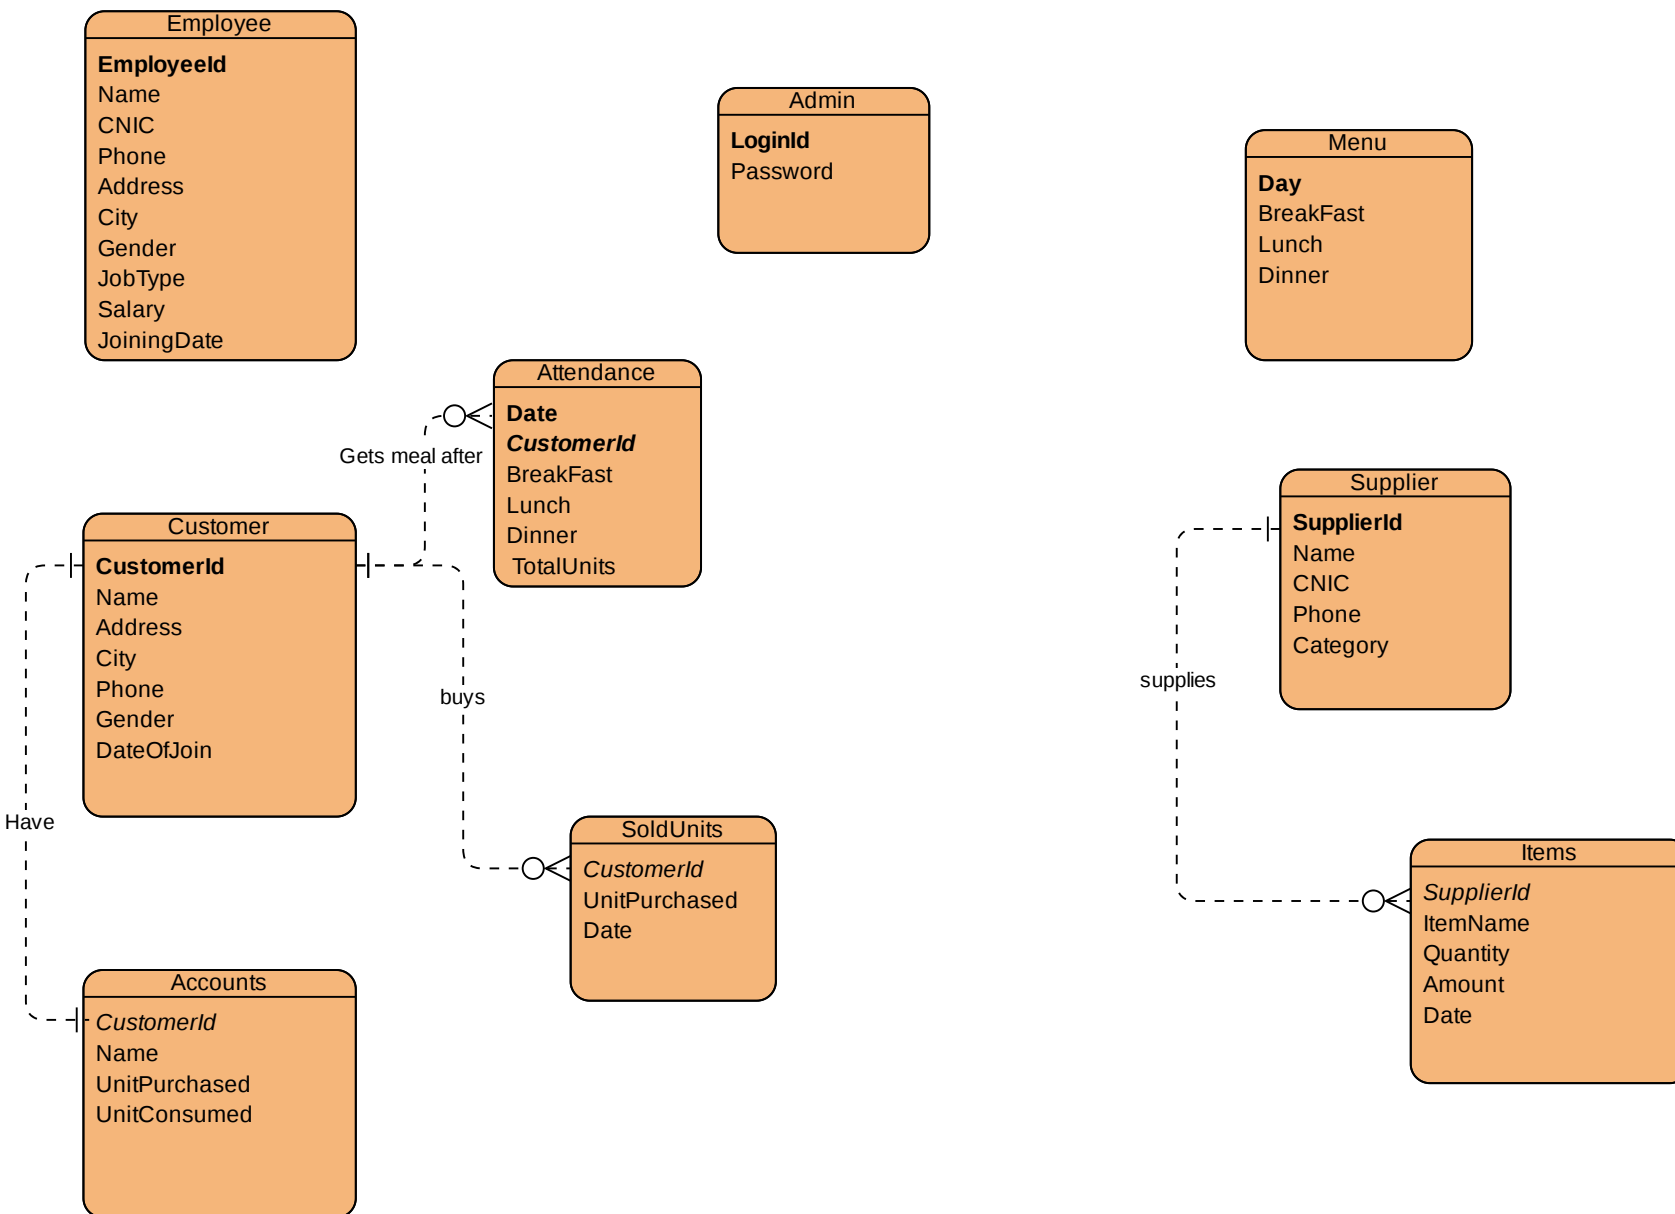 Employee
EmployeeId
Name
CNIC
Phone
Address
City
Gender
JobType
Salary
JoiningDate
Admin
LoginId
Password
Menu
Day
BreakFast
Lunch
Dinner
Attendance
Date
CustomerId
BreakFast
Lunch
Dinner
TotalUnits
Gets meal after
Customer
CustomerId
Name
Address
City
Phone
Gender
DateOfJoin
buys
Have
Supplier
SupplierId
Name
CNIC
Phone
Category
supplies
SoldUnits
CustomerId
UnitPurchased
Date
Items
SupplierId
ItemName
Quantity
Amount
Date
Accounts
CustomerId
Name
UnitPurchased
UnitConsumed